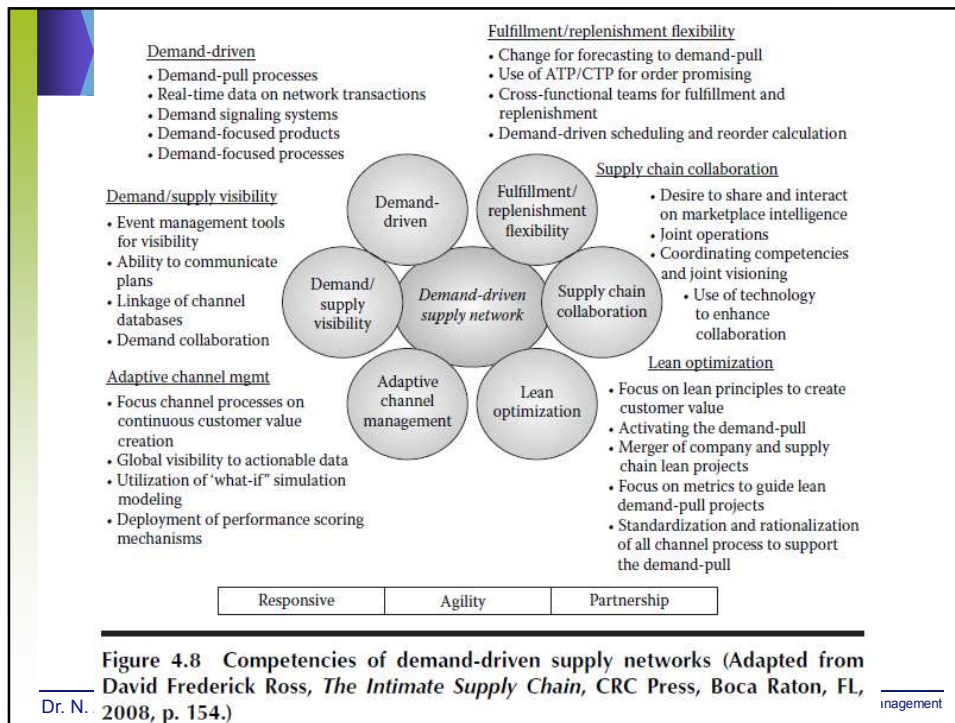 Demand-driven
• Demand-pull processes
• Real-time data on network transactions
• Demand signaling systems
• Demand-focused products
• Demand-focused processes
Fulfillment/replenishment flexibility
• Change for forecasting to demand-pull
• Use of ATP/CTP for order promising
• Cross-functional teams for fulfillment and
replenishment
• Demand-driven scheduling and reorder calculation
Demand/supply visibility
• Event management tools
for visibility
• Ability to communicate
plans
• Linkage of channel
databases
• Demand collaboration
Demand-
driven
Fulfillment/
replenishment
flexibility
Demand/
supply
visibility
Demand-driven
supply network
Supply chain
collaboration
Adaptive
channel
management
Lean
optimization
Supply chain collaboration
• Desire to share and interact
on marketplace intelligence
• Joint operations
• Coordinating competencies
and joint visioning
• Use of technology
to enhance
collaboration
Adaptive channel mgmt
• Focus channel processes on
continuous customer value
creation
• Global visibility to actionable data
• Utilization of ‘what-if” simulation
modeling
• Deployment of performance scoring
mechanisms
Lean optimization
• Focus on lean principles to create
customer value
• Activating the demand-pull
• Merger of company and supply
chain lean projects
• Focus on metrics to guide lean
demand-pull projects
• Standardization and rationalization
of all channel process to support
the demand-pull
Responsive Agility Partnership
Figure 4.8 Competencies of demand-driven supply networks (Adapted from
David Frederick Ross, The Intimate Supply Chain, CRC Press, Boca Raton, FL,
2008, p. 154.)
Dr. N.